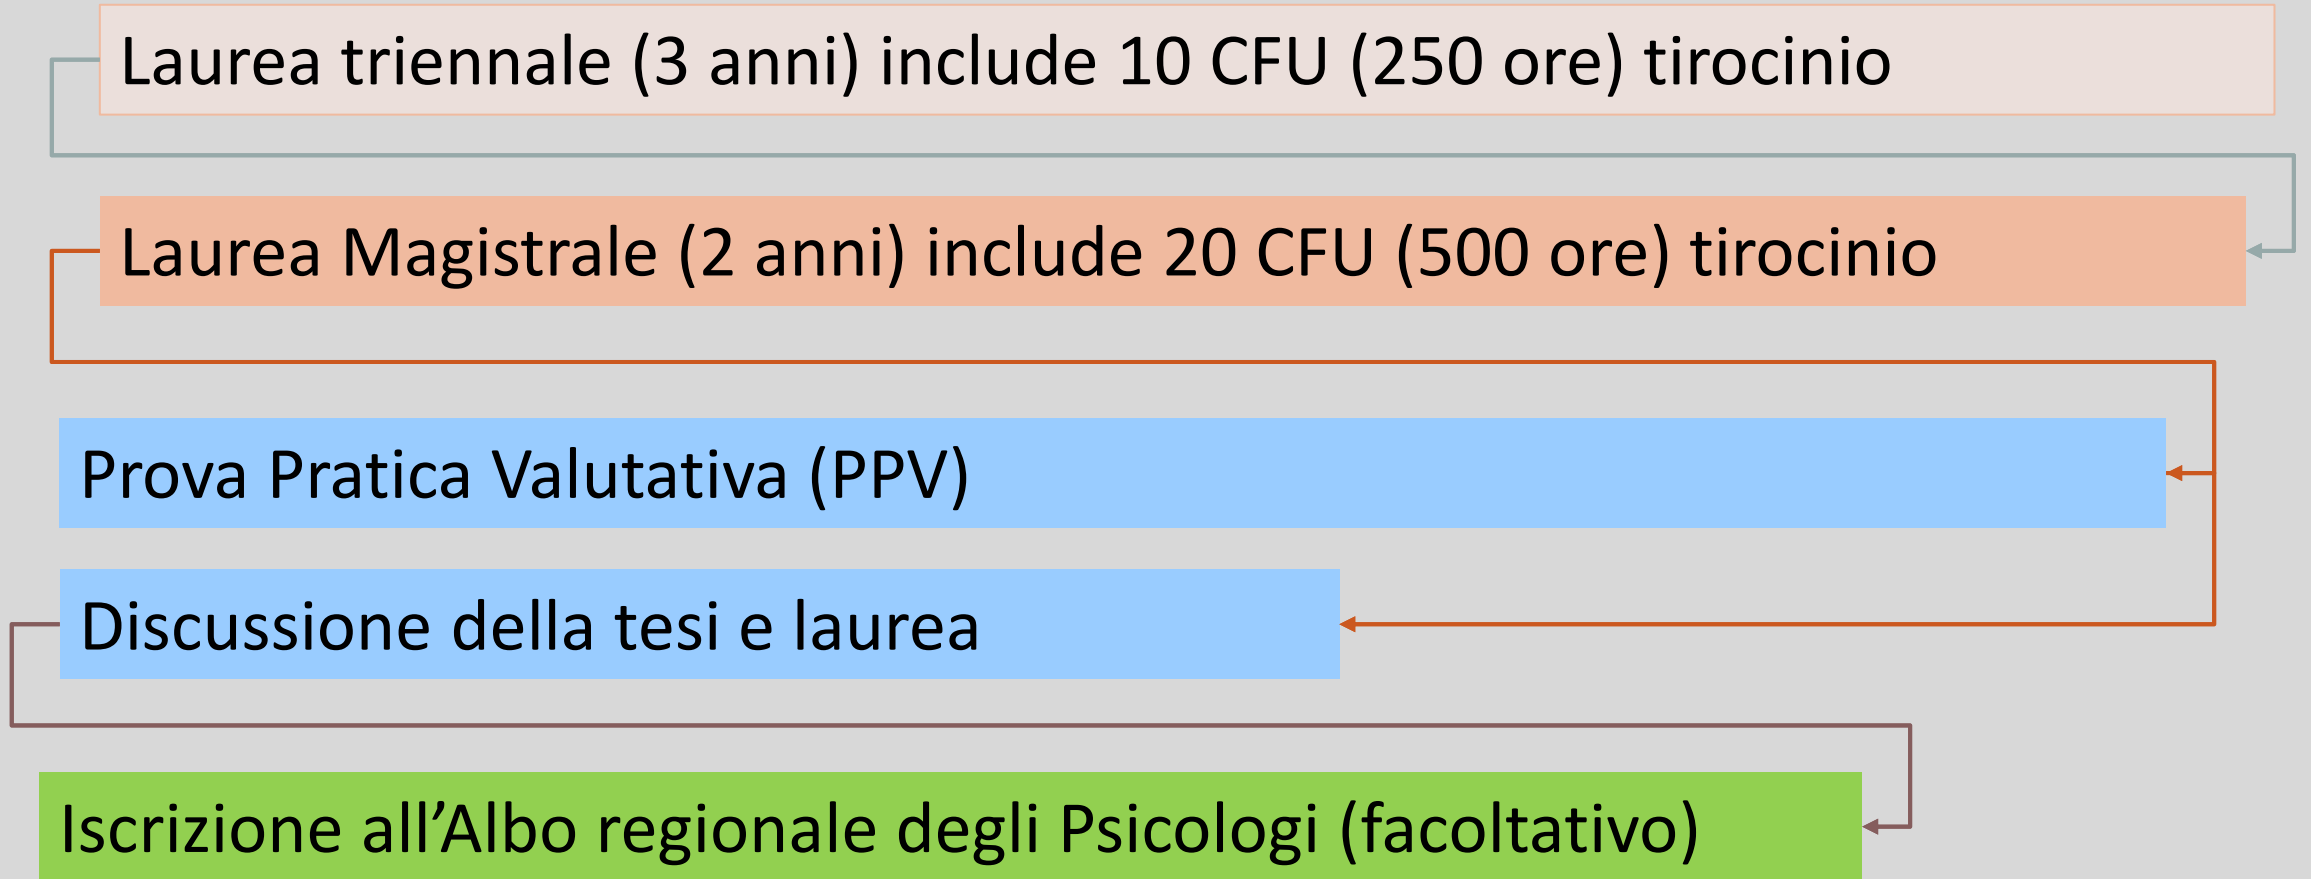 Laurea triennale (3 anni) include 10 CFU (250 ore) tirocinio
Laurea Magistrale (2 anni) include 20 CFU (500 ore) tirocinio
Prova Pratica Valutativa (PPV)
Discussione della tesi e laurea
Iscrizione all’Albo regionale degli Psicologi (facoltativo)